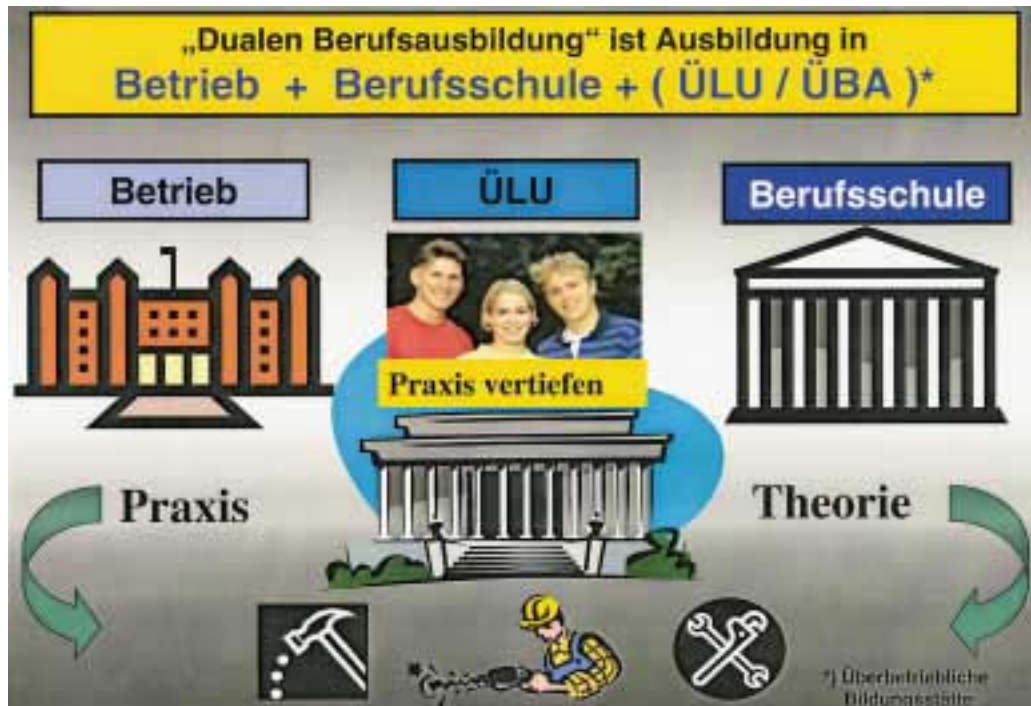 „Dualen Berufsausbildung“ ist Ausbildung in
Betrieb + Berufsschule + ( ÜLU / ÜBA )*
Betrieb
ÜLU
Berufsschule
Praxis vertiefen
Praxis
Theorie
*) Überbetriebliche
Bildungsstätte